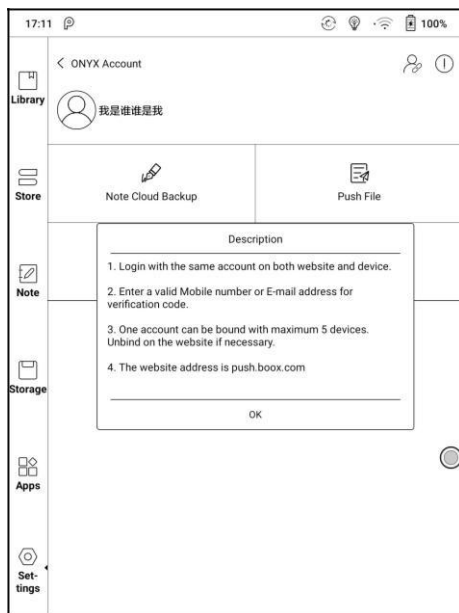 17:11
100%
ONYX Account
我是谁谁是我
Library
Store
Note
Storage
Apps
Set-
tings
Note Cloud Backup
Push File
Description
1. Login with the same account on both website and device.
2. Enter a valid Mobile number or E-mail address for
verification code.
3. One account can be bound with maximum 5 devices.
Unbind on the website if necessary.
4. The website address is push.boox.com
OK